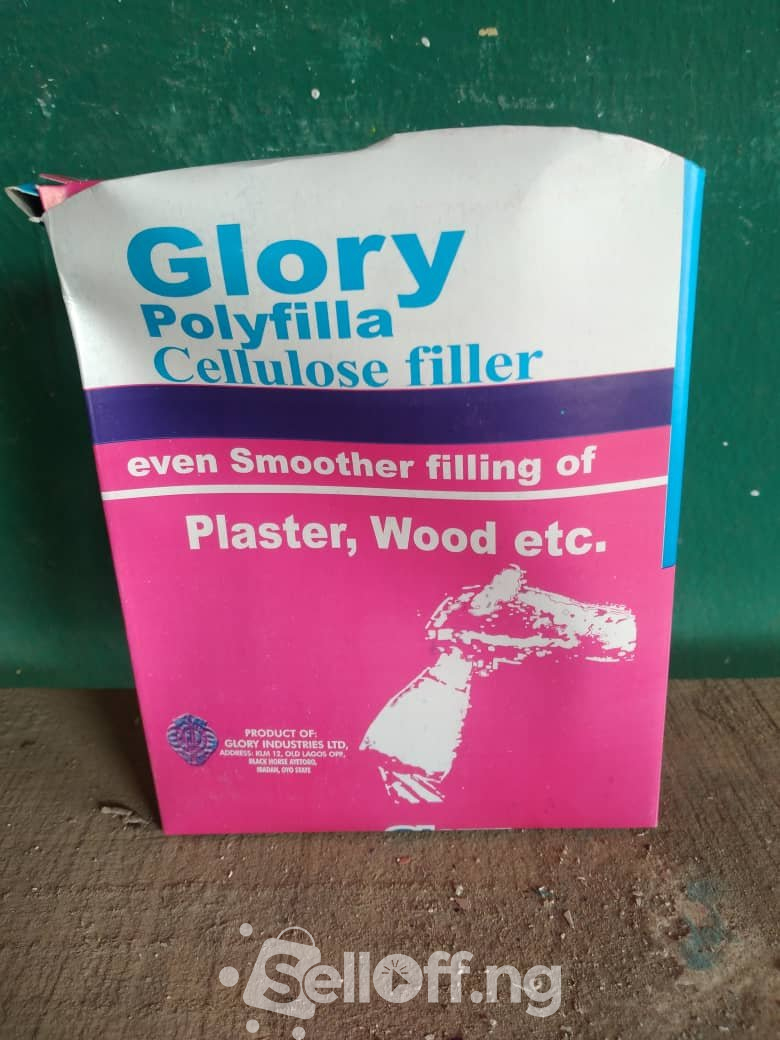 Glory
Polyfilla
Cellulose filler
even Smoother filling of
Plaster, Wood etc.
PRODUCT OF:
GLORY INDUSTRIES LTD,
ADDRESS: KLM 12, OLD LAGOS OPP,
BLACK HORSE AYETORO,
IBADAN, OYO STATE
SellOff.ng